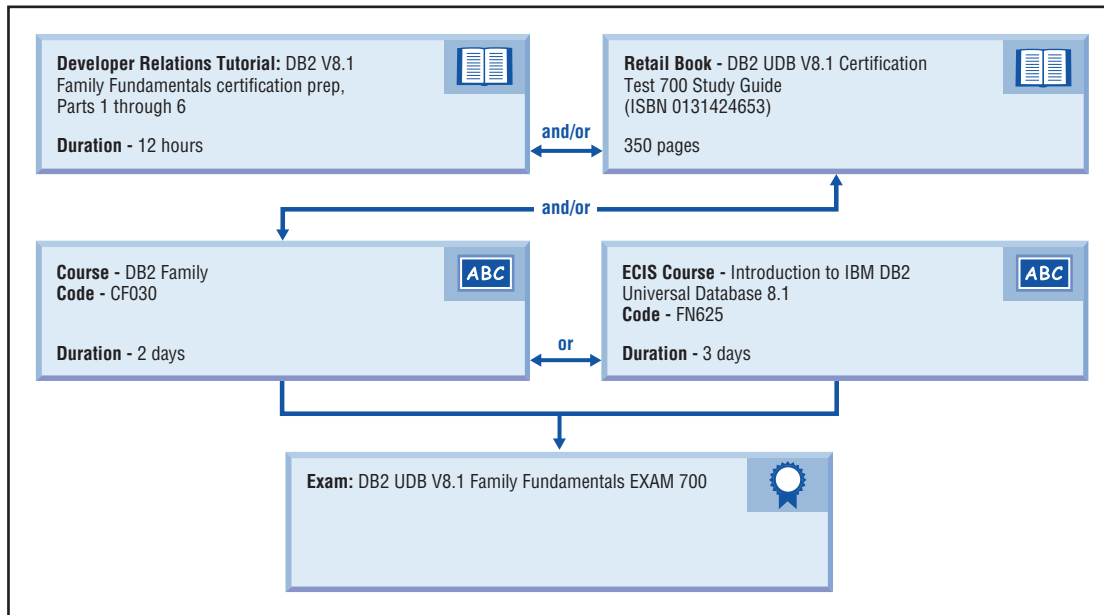 Developer Relations Tutorial: DB2 V8.1
Family Fundamentals certification prep,
Parts 1 through 6
Duration - 12 hours
and/or
Retail Book - DB2 UDB V8.1 Certification
Test 700 Study Guide
(ISBN 0131424653)
350 pages
and/or
Course - DB2 Family
Code - CF030
Duration - 2 days
ABC
or
ECIS Course - Introduction to IBM DB2
Universal Database 8.1
Code - FN625
Duration - 3 days
ABC
Exam: DB2 UDB V8.1 Family Fundamentals EXAM 700